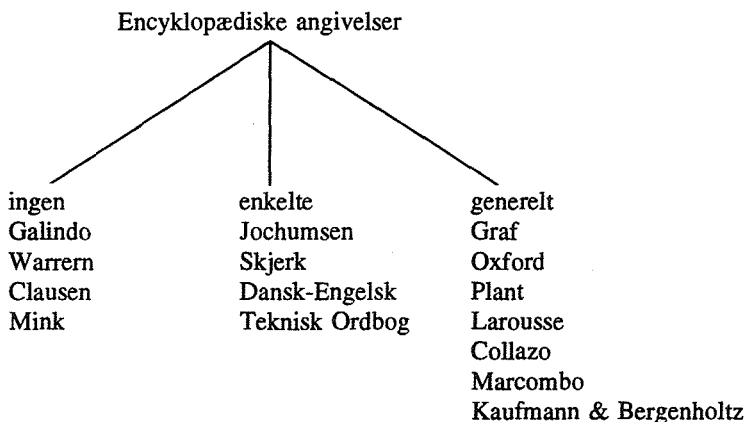 Encyklopædiske angivelser
ingen
Galindo
Warrern
Clausen
Mink
enkelte
Jochumsen
Skjerk
Dansk-Engelsk
Teknisk Ordbog
generelt
Graf
Oxford
Plant
Larousse
Collazo
Marcombo
Kaufmann & Bergenholtz